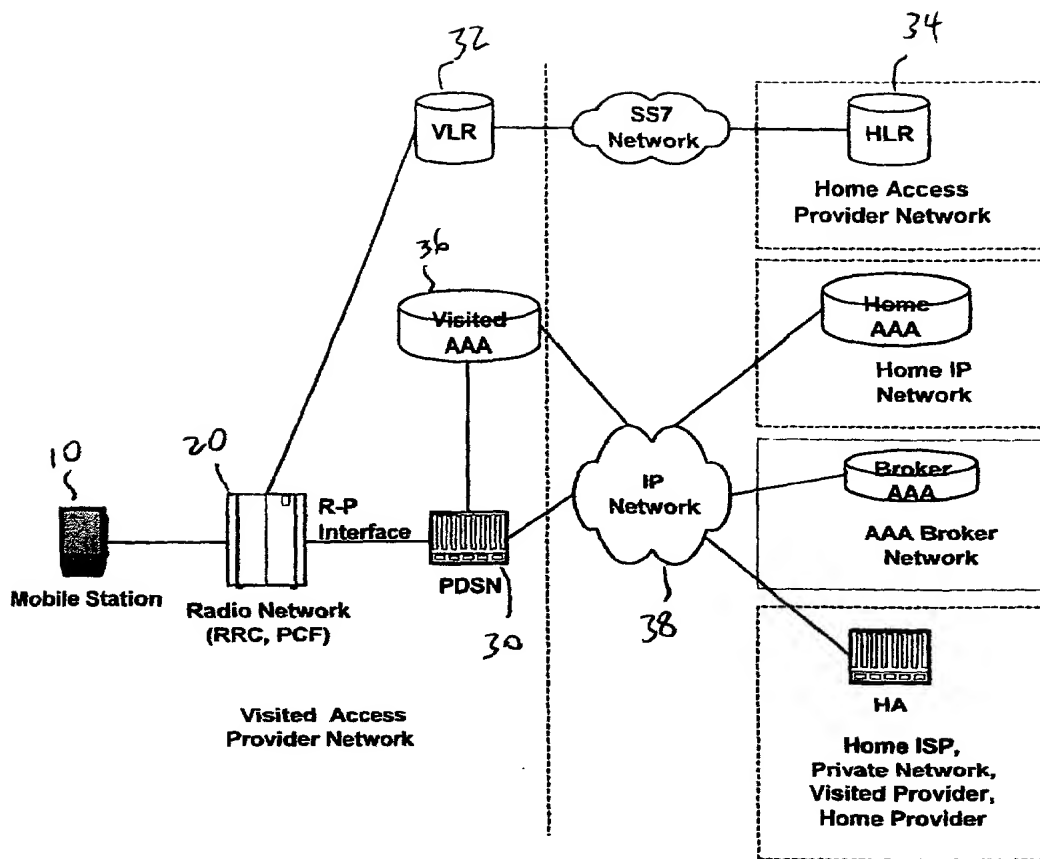 32
34
VLR
SS7
Network
HLR
Home Access
Provider Network
36
Visited
AAA
Home
AAA
Home IP
Network
10
20
R-P
Interface
IP
Network
Broker
AAA
AAA Broker
Network
Mobile Station
Radio Network
(RRC, PCF)
PDSN
30
38
HA
Visited Access
Provider Network
Home ISP,
Private Network,
Visited Provider,
Home Provider